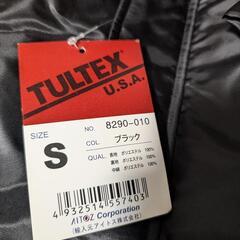 TULTEX
U.S.A.
SIZE
S
NO. 8290-010
COL ブラック
QUAL. 表地 ポリエステル 100%
裏地 ポリエステル 100%
中綿 ポリエステル 100%
4932514557403
AITOZ Corporation
(輸入元アイトス株式会社)